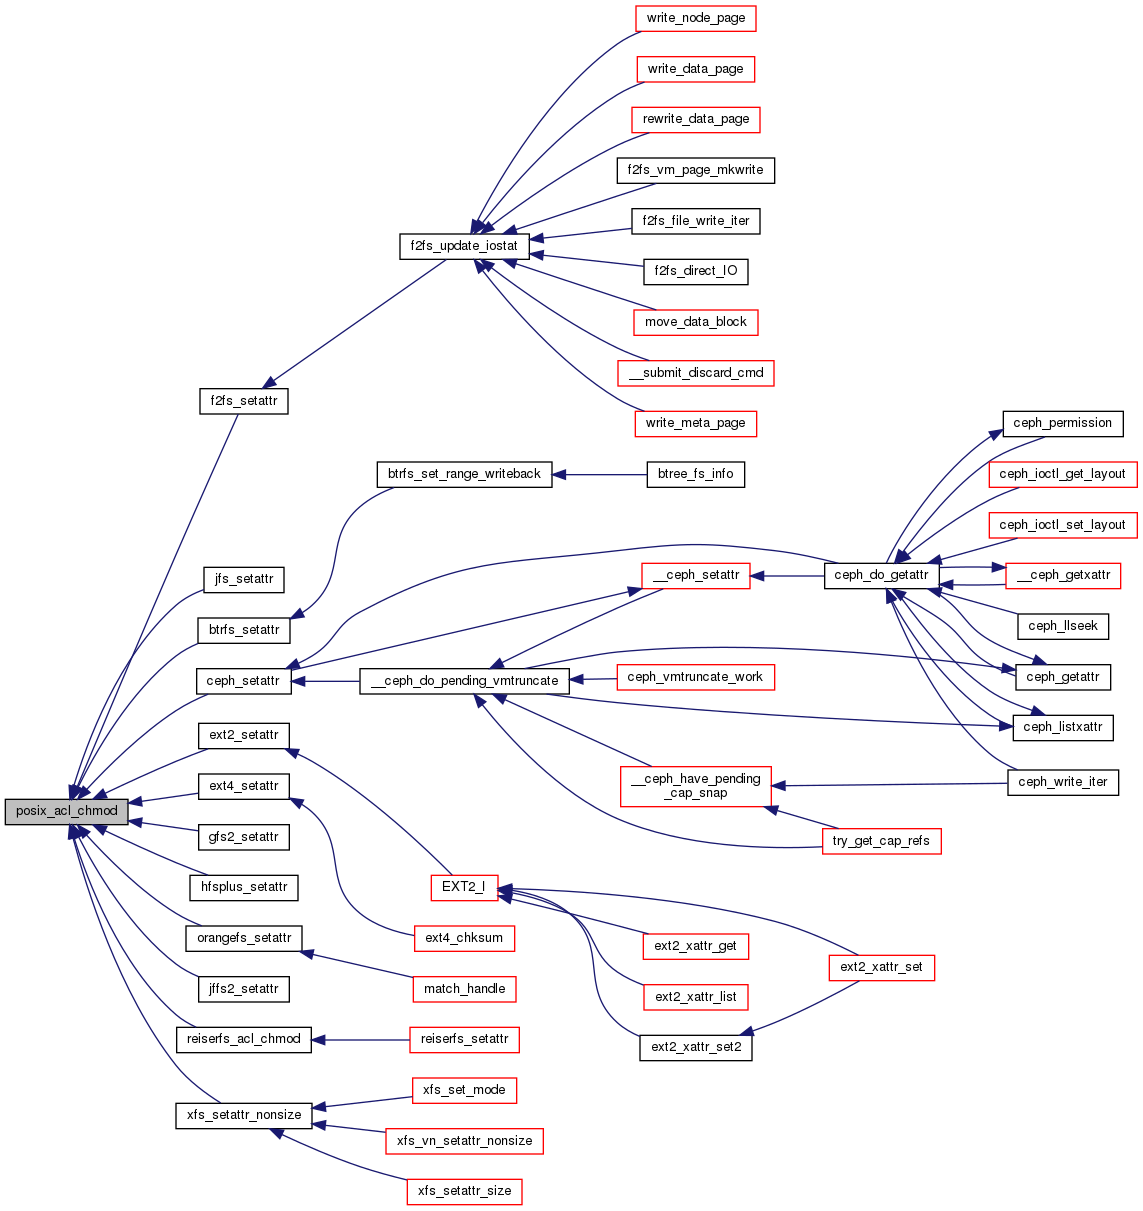 write_node_page
write_data_page
rewrite_data_page
f2fs_vm_page_mkwrite
f2fs_file_write_iter
f2fs_update_iostat
f2fs_direct_IO
move_data_block
__submit_discard_cmd
f2fs_setattr
write_meta_page
ceph_permission
btrfs_set_range_writeback
btree_fs_info
ceph_ioctl_get_layout
ceph_ioctl_set_layout
jfs_setattr
__ceph_setattr
ceph_do_getattr
__ceph_getxattr
btrfs_setattr
ceph_llseek
ceph_setattr
__ceph_do_pending_vmtruncate
ceph_vmtruncate_work
ceph_getattr
ext2_setattr
ceph_listxattr
ext4_setattr
__ceph_have_pending
_cap_snap
ceph_write_iter
posix_acl_chmod
gfs2_setattr
try_get_cap_refs
hfsplus_setattr
EXT2_I
orangefs_setattr
ext4_chksum
ext2_xattr_get
ext2_xattr_set
jffs2_setattr
match_handle
ext2_xattr_list
reiserfs_acl_chmod
reiserfs_setattr
ext2_xattr_set2
xfs_set_mode
xfs_setattr_nonsize
xfs_vn_setattr_nonsize
xfs_setattr_size